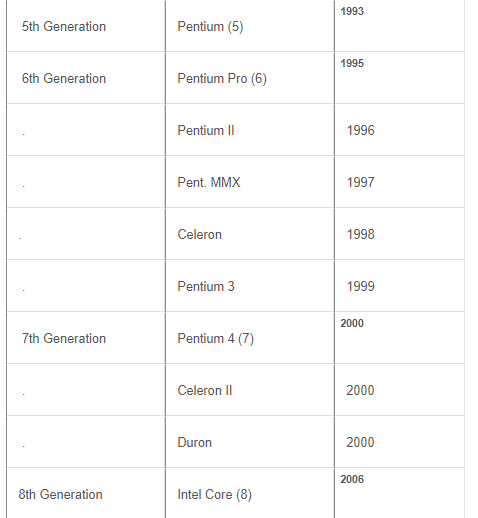 5th Generation Pentium (5) 1993
6th Generation Pentium Pro (6) 1995
. Pentium II 1996
. Pent. MMX 1997
. Celeron 1998
. Pentium 3 1999
7th Generation Pentium 4 (7) 2000
. Celeron II 2000
. Duron 2000
8th Generation Intel Core (8) 2006